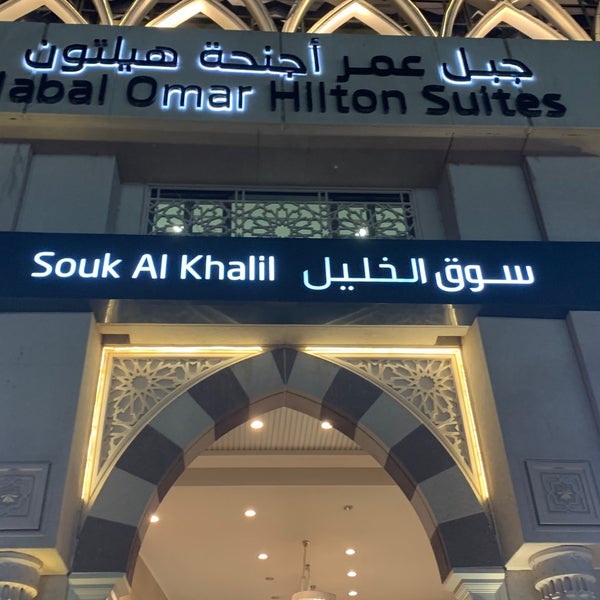 جبل عمر أجنحة هيلتون
Jabal Omar Hilton Suites
Souk Al Khalil سوق الخليل